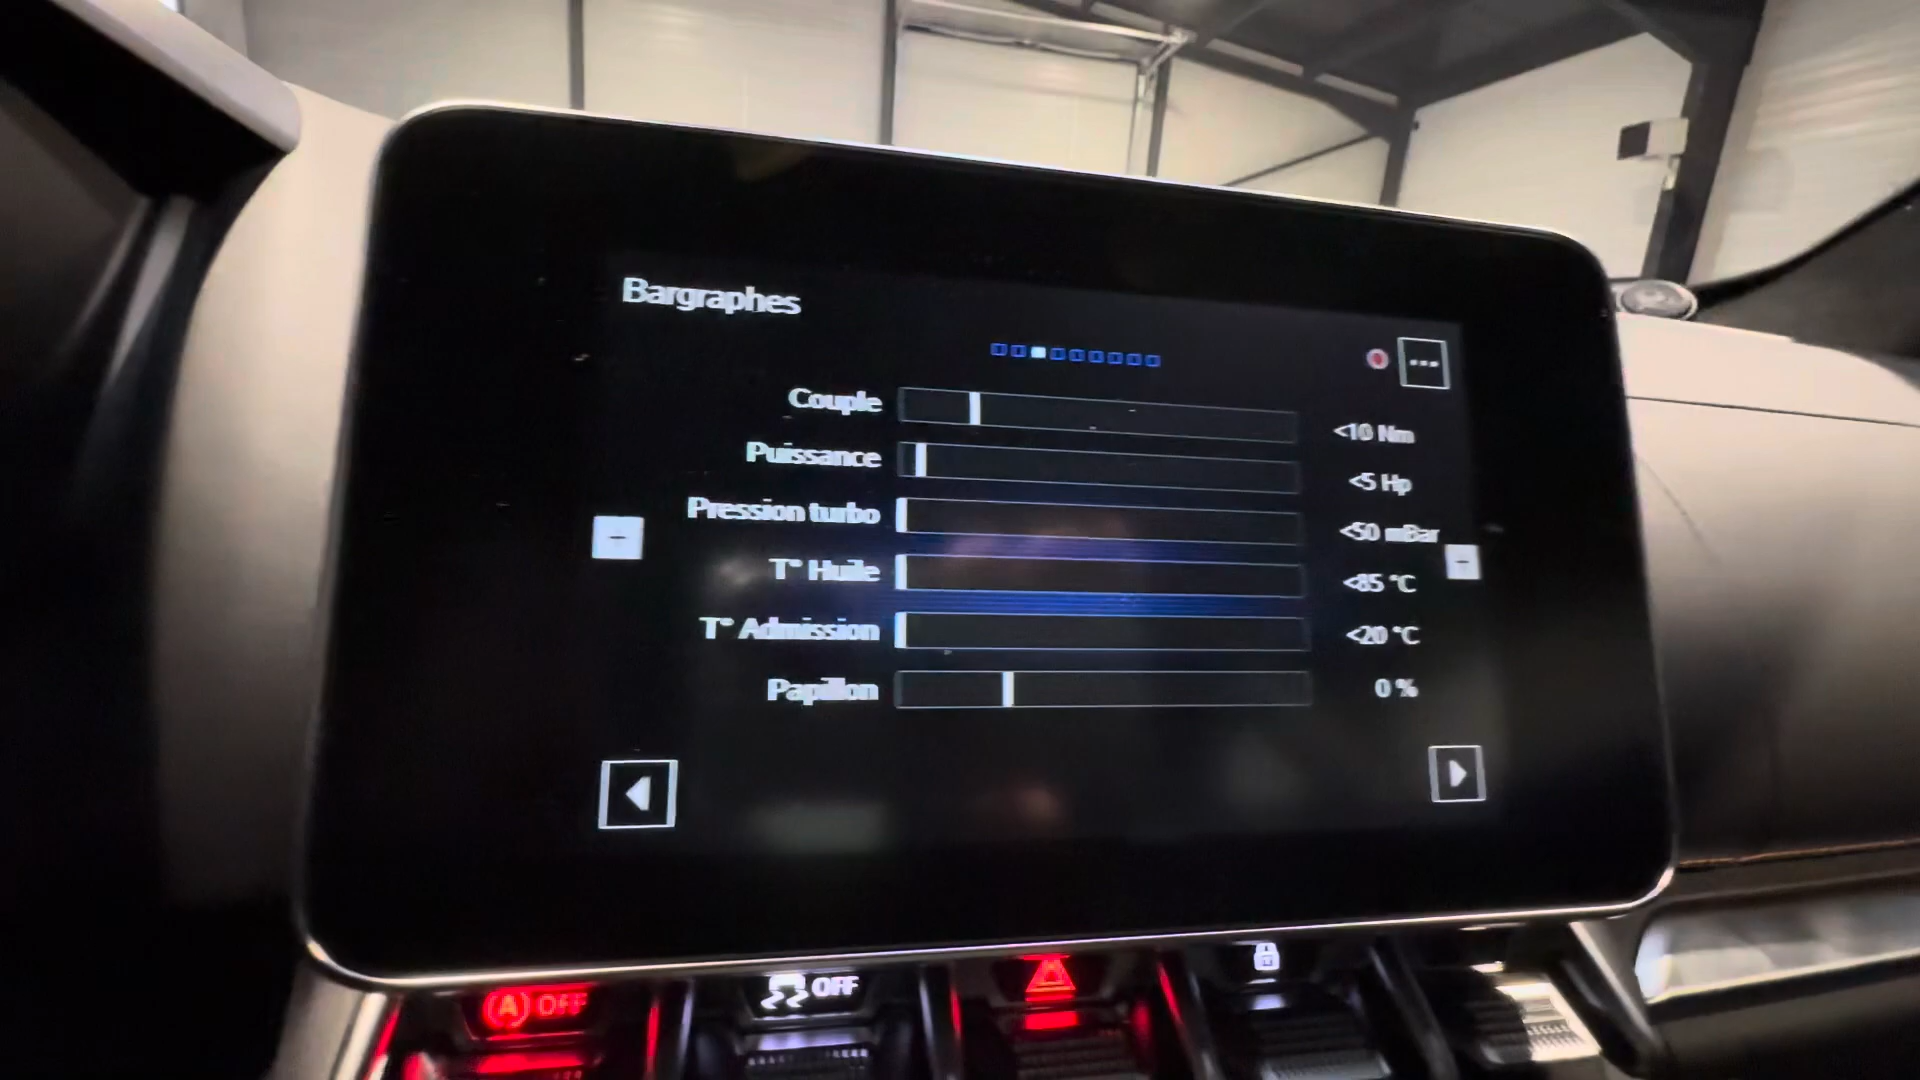 Bargraphes
Couple <10 Nm
Puissance <5 Hp
Pression turbo <50 mBar
T° Huile <85 °C
T° Admission <20 °C
Papillon 0 %
(A) OFF
OFF